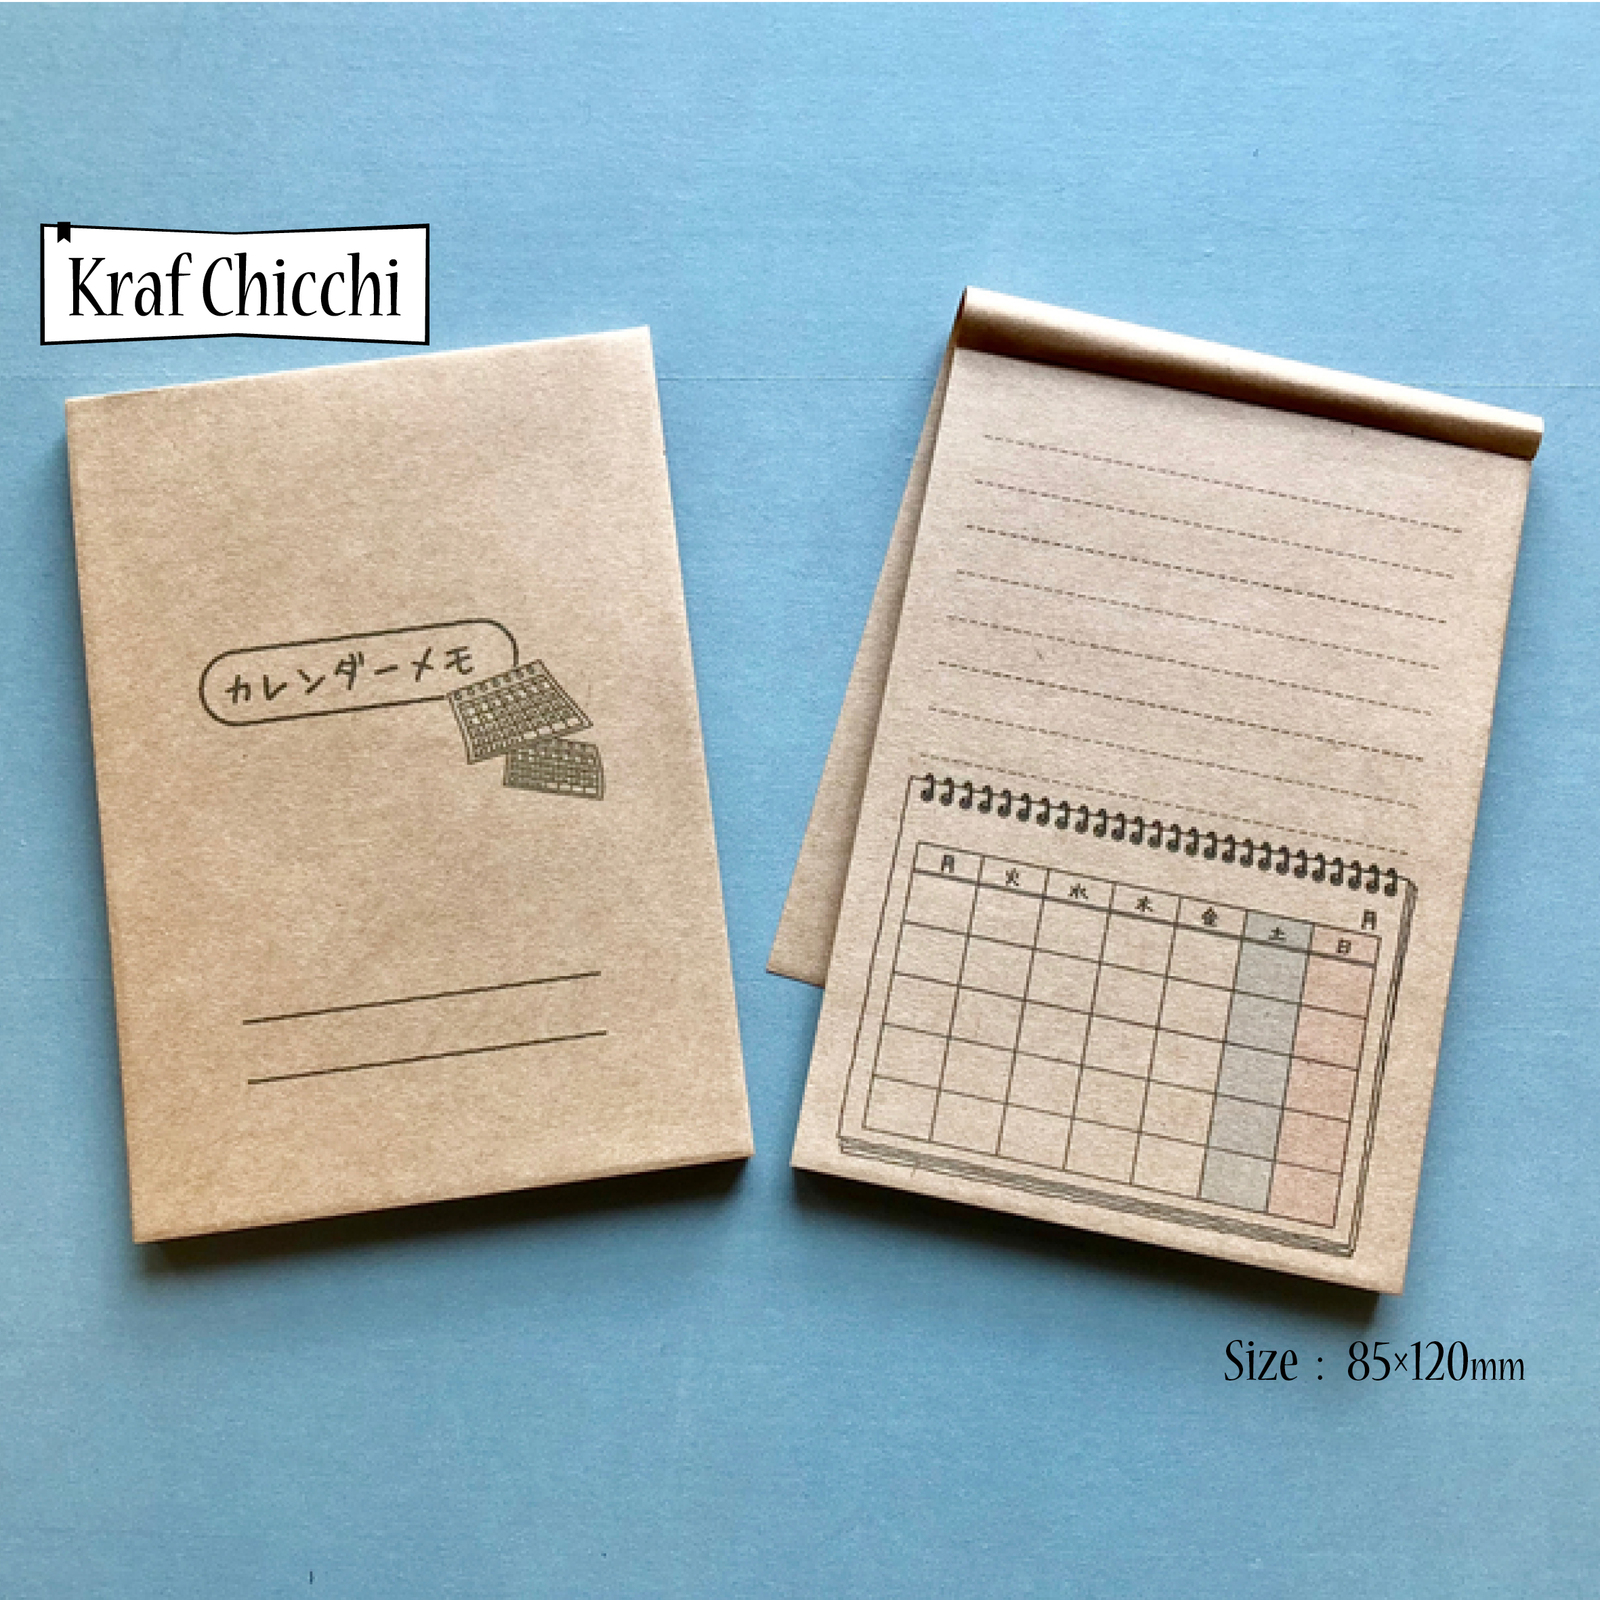 Kraf Chicchi
カレンダーメモ
月
月 火 水 木 金 土 日
Size : 85×120mm